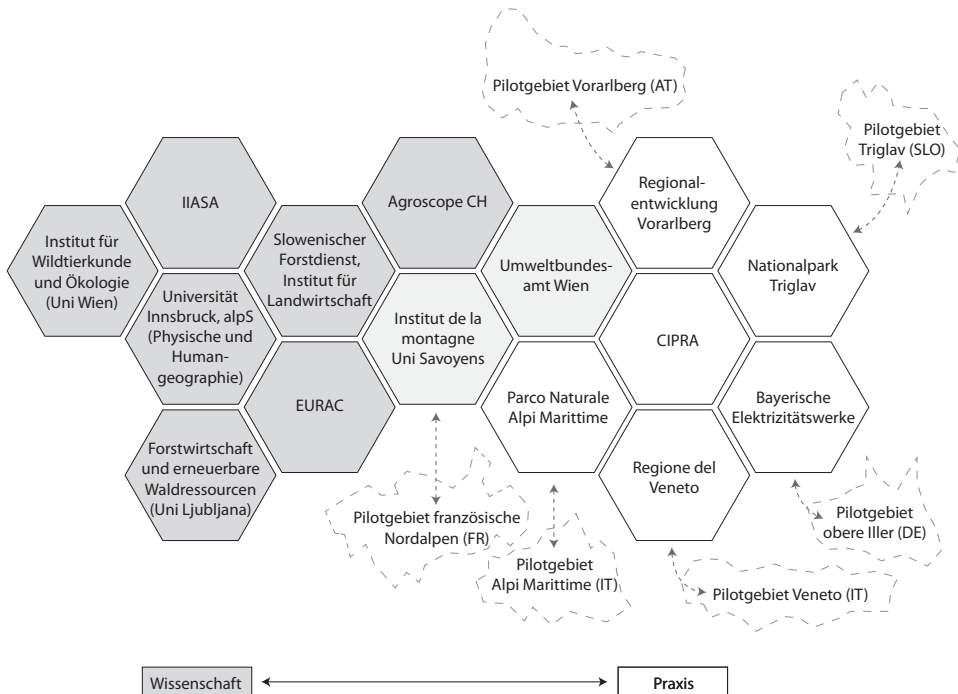 Pilotgebiet Vorarlberg (AT)
Pilotgebiet
Triglav (SLO)
IIASA
Agroscope CH
Regional-
entwicklung
Vorarlberg
Institut für
Wildtierkunde
und Ökologie
(Uni Wien)
Slowenischer
Forstdienst,
Institut für
Landwirtschaft
Umweltbundes-
amt Wien
Nationalpark
Triglav
Universität
Innsbruck, alpS
(Physische und
Human-
geographie)
Institut de la
montagne
Uni Savoyens
CIPRA
EURAC
Parco Naturale
Alpi Marittime
Bayerische
Elektrizitätswerke
Forstwirtschaft
und erneuerbare
Waldressourcen
(Uni Ljubljana)
Regione del
Veneto
Pilotgebiet französische
Nordalpen (FR)
Pilotgebiet
obere Iller (DE)
Pilotgebiet
Alpi Marittime (IT)
Pilotgebiet Veneto (IT)
Wissenschaft
Praxis